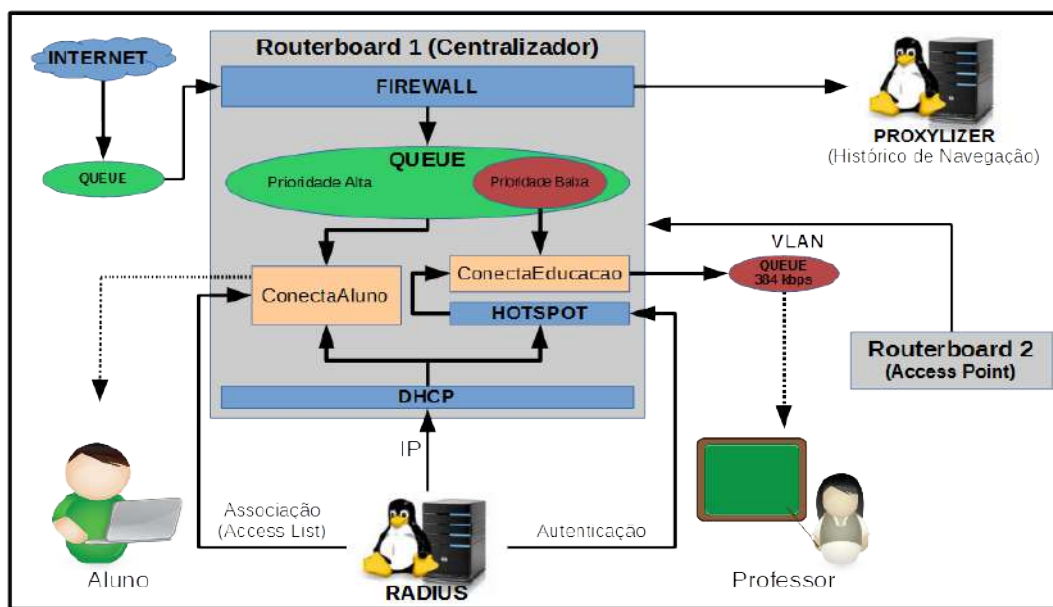 Routerboard 1 (Centralizador)
INTERNET
FIREWALL
PROXYLIZER
(Histórico de Navegação)
QUEUE
QUEUE
Prioridade Alta
Prioridade Baixa
VLAN
ConectaAluno
ConectaEducacao
QUEUE
384 kbps
HOTSPOT
Routerboard 2
(Access Point)
DHCP
IP
Associação
(Access List)
Autenticação
Aluno
RADIUS
Professor